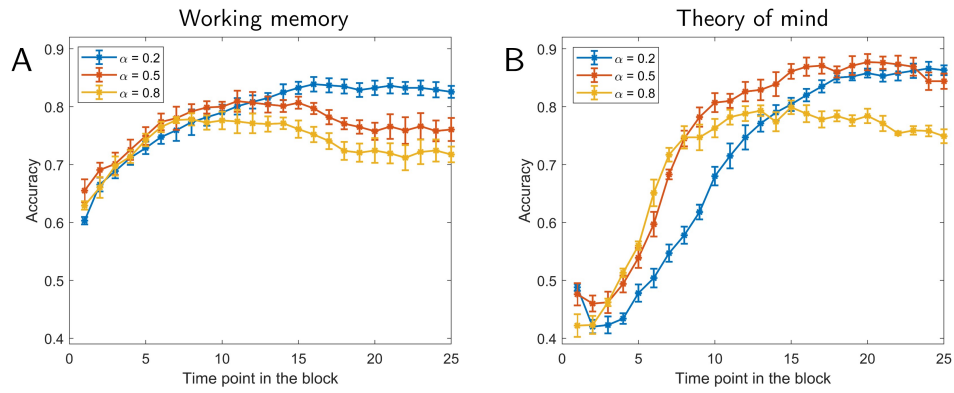 Working memory
A
α = 0.2
α = 0.5
α = 0.8
0.9
0.8
0.7
0.6
0.5
0.4
Accuracy
0 5 10 15 20 25
Time point in the block
Theory of mind
B
α = 0.2
α = 0.5
α = 0.8
0.9
0.8
0.7
0.6
0.5
0.4
Accuracy
0 5 10 15 20 25
Time point in the block